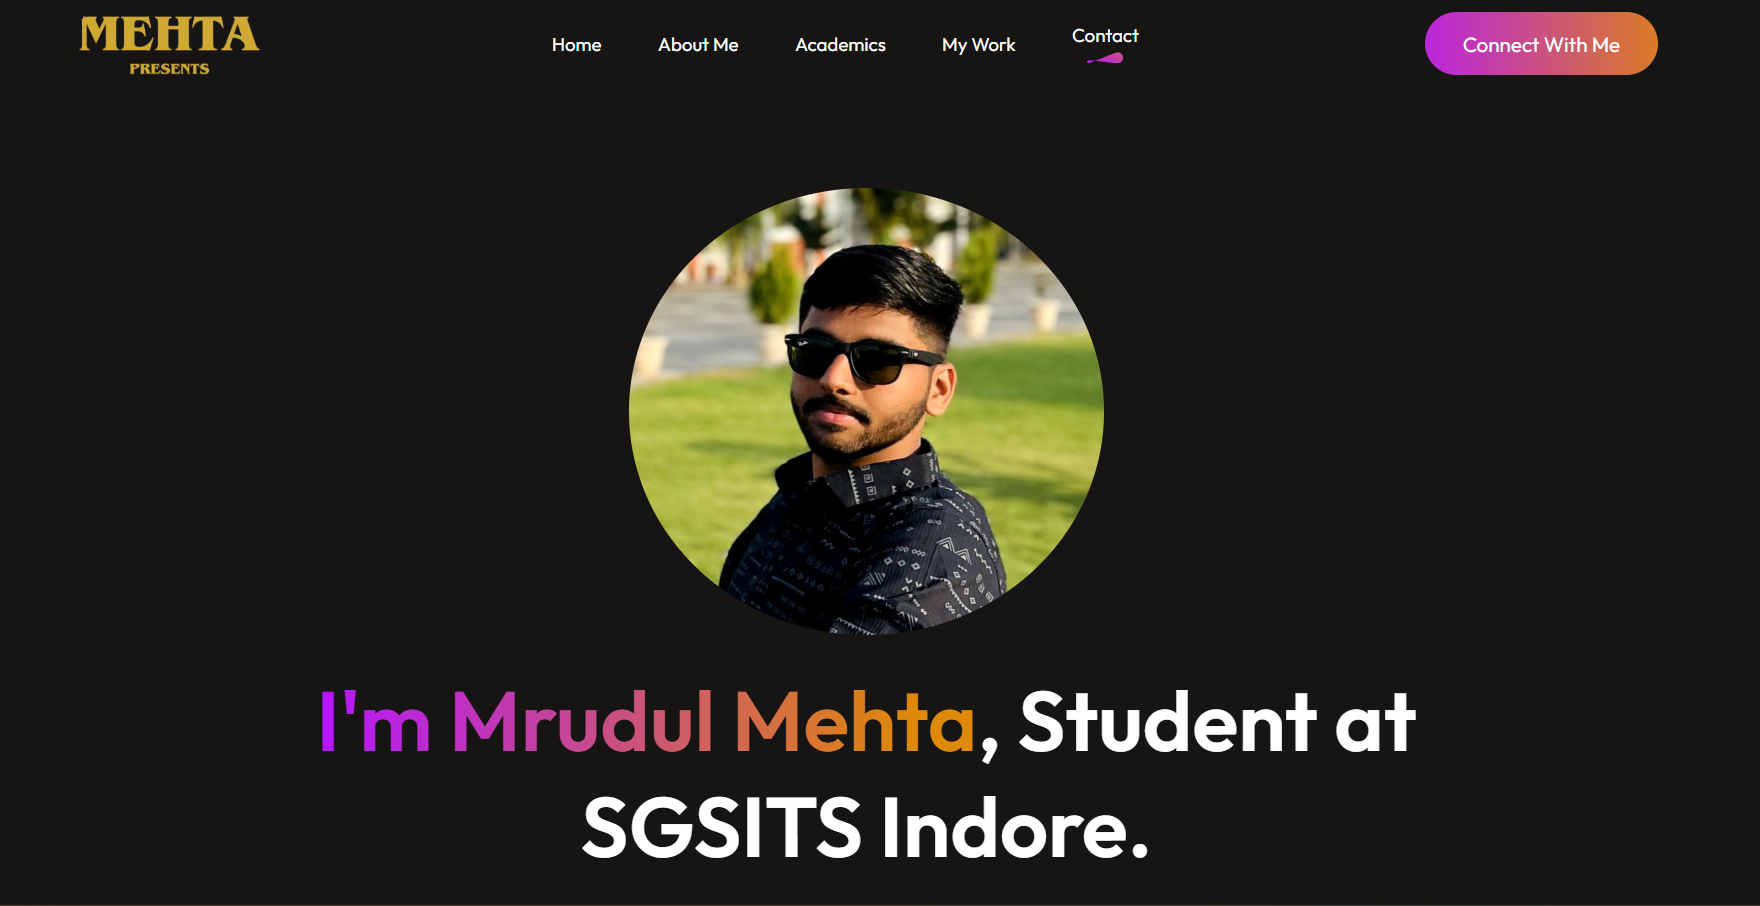 MEHTA
PRESENTS
Home About Me Academics My Work Contact
Connect With Me
I'm Mrudul Mehta, Student at
SGSITS Indore.